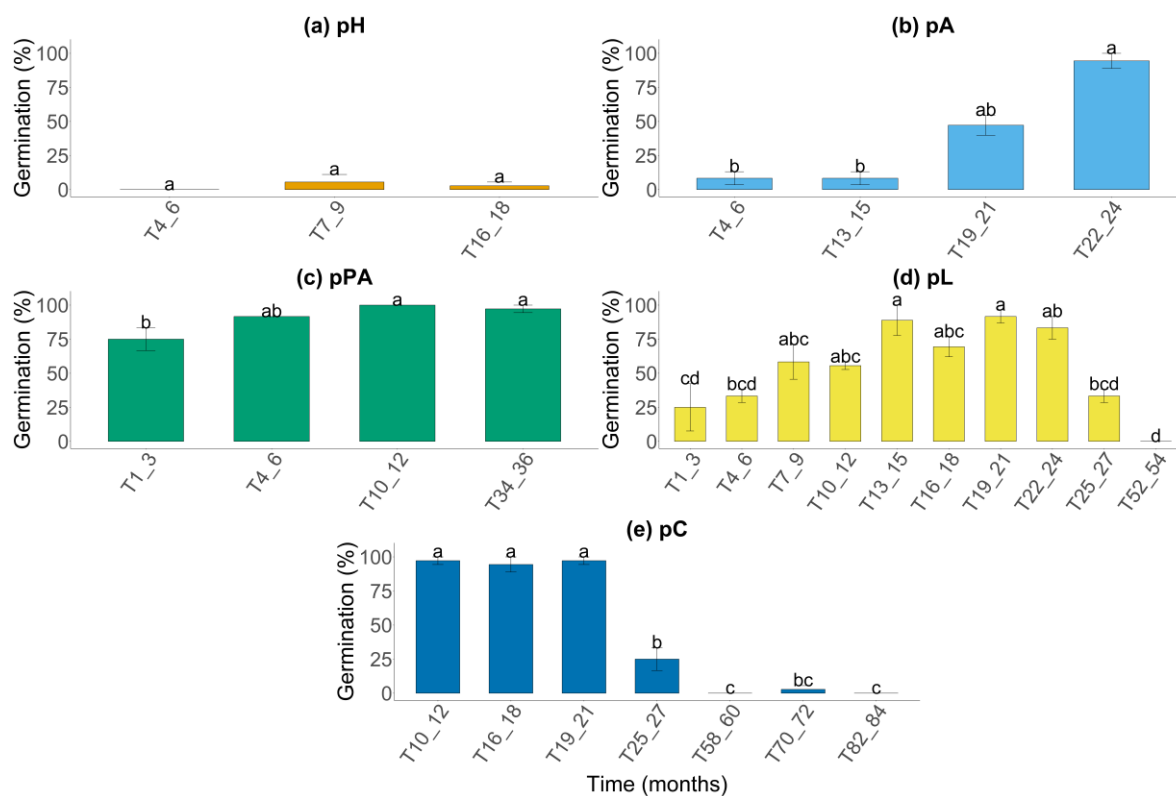 (a) pH
Germination (%)
100
75
50
25
0
a
a
a
T4_6
T7_9
T16_18
(b) pA
Germination (%)
100
75
50
25
0
b
b
ab
a
T4_6
T13_15
T19_21
T22_24
(c) pPA
Germination (%)
100
75
50
25
0
b
ab
a
a
T1_3
T4_6
T10_12
T34_36
(d) pL
Germination (%)
100
75
50
25
0
cd
bcd
abc
abc
a
abc
a
ab
bcd
d
T1_3
T4_6
T7_9
T10_12
T13_15
T16_18
T19_21
T22_24
T25_27
T52_54
(e) pC
Germination (%)
100
75
50
25
0
a
a
a
b
c
bc
c
T10_12
T16_18
T19_21
T25_27
T58_60
T70_72
T82_84
Time (months)